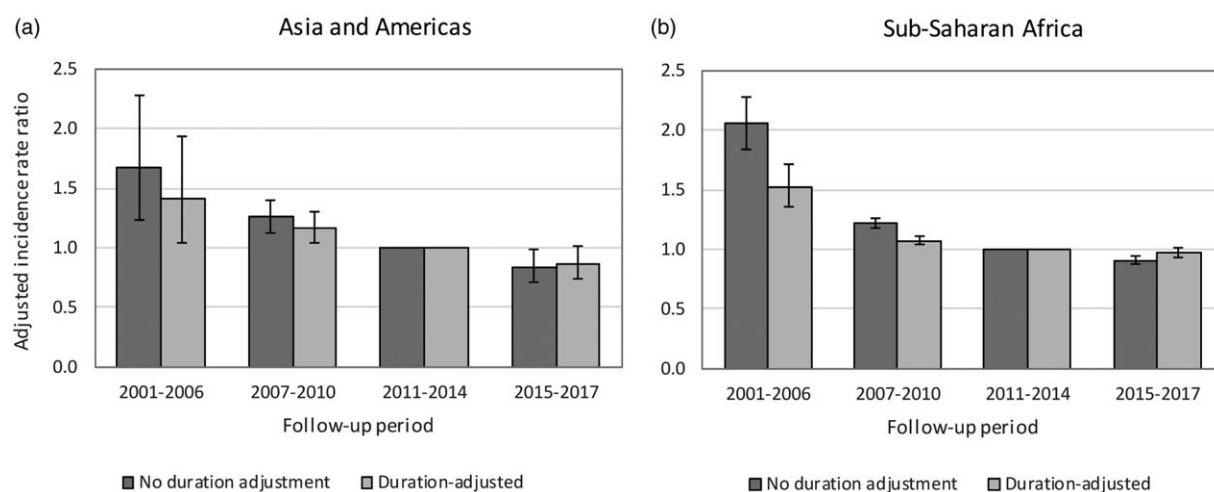 (a)
Asia and Americas
Adjusted incidence rate ratio
2.5
2.0
1.5
1.0
0.5
0.0
2001-2006 2007-2010 2011-2014 2015-2017
Follow-up period
No duration adjustment Duration-adjusted
(b)
Sub-Saharan Africa
2.5
2.0
1.5
1.0
0.5
0.0
2001-2006 2007-2010 2011-2014 2015-2017
Follow-up period
No duration adjustment Duration-adjusted